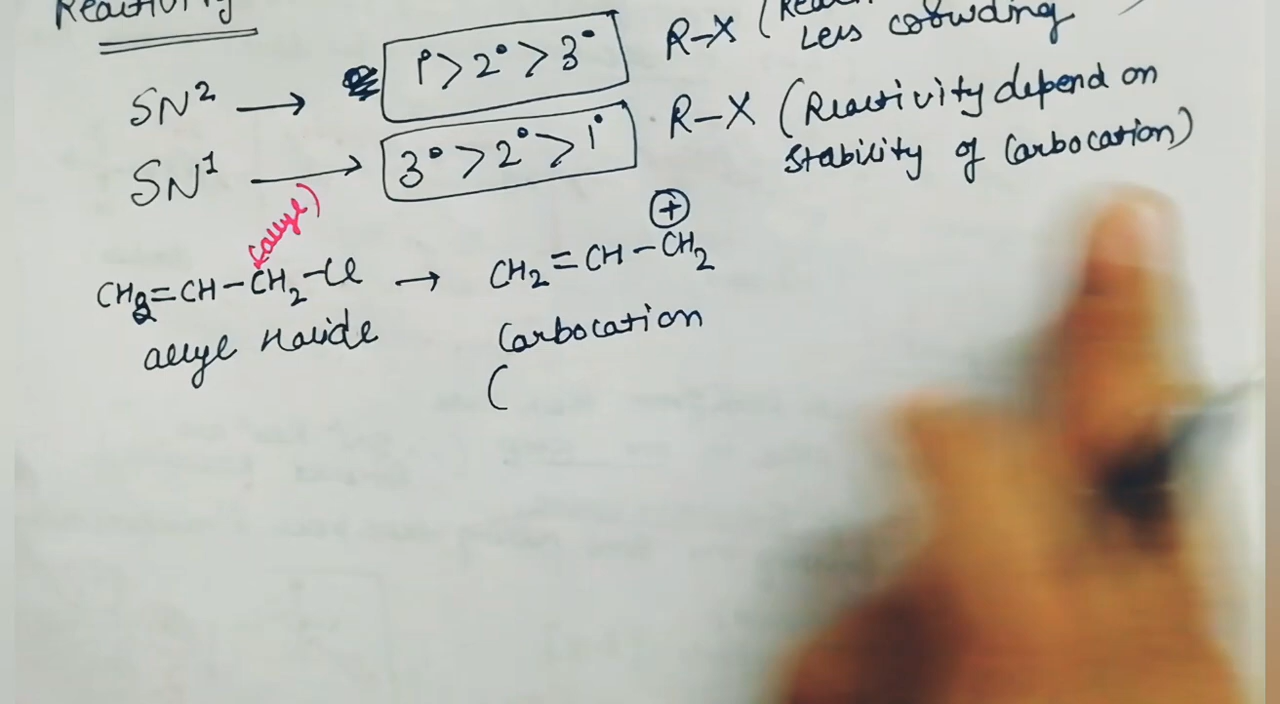 Reactivity
SN² → 1° > 2° > 3° R-X (
Less crowding
SN¹ → 3° > 2° > 1° R-X (Reactivity depend on
stability of Carbocation)
(allyl)
CH2=CH-CH2-Cl → CH2=CH-CH2 ⊕
allyl Halide Carbocation
(